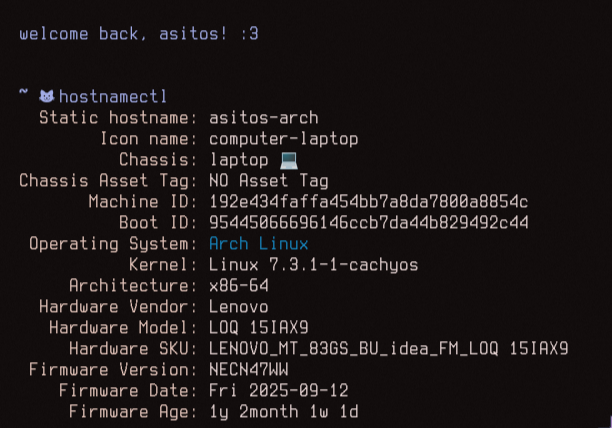 welcome back, asitos! :3
~ 🐱 hostnamectl
Static hostname: asitos-arch
Icon name: computer-laptop
Chassis: laptop 💻
Chassis Asset Tag: NO Asset Tag
Machine ID: 192e434faffa454bb7a8da7800a8854c
Boot ID: 95445066696146ccb7da44b829492c44
Operating System: Arch Linux
Kernel: Linux 7.3.1-1-cachyos
Architecture: x86-64
Hardware Vendor: Lenovo
Hardware Model: LOQ 15IAX9
Hardware SKU: LENOVO_MT_83GS_BU_idea_FM_LOQ 15IAX9
Firmware Version: NECN47WW
Firmware Date: Fri 2025-09-12
Firmware Age: 1y 2month 1w 1d